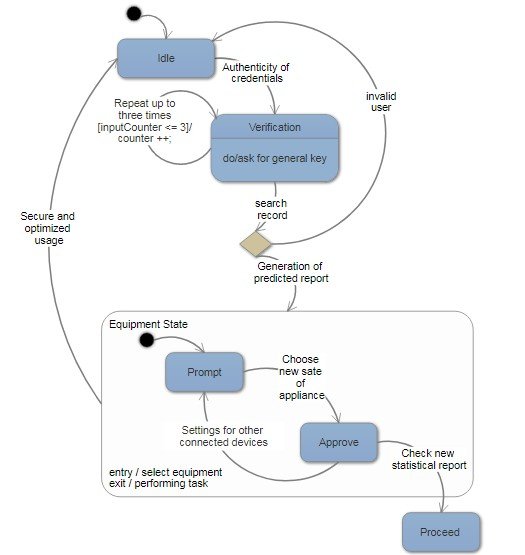 Idle
Authenticity of
credentials
invalid
user
Repeat up to
three times
[inputCounter <= 3]/
counter ++;
Verification
do/ask for general key
search
record
Secure and
optimized
usage
Generation of
predicted report
Equipment State
Prompt
Choose
new sate
of
appliance
Settings for other
connected devices
Approve
Check new
statistical report
entry / select equipment
exit / performing task
Proceed